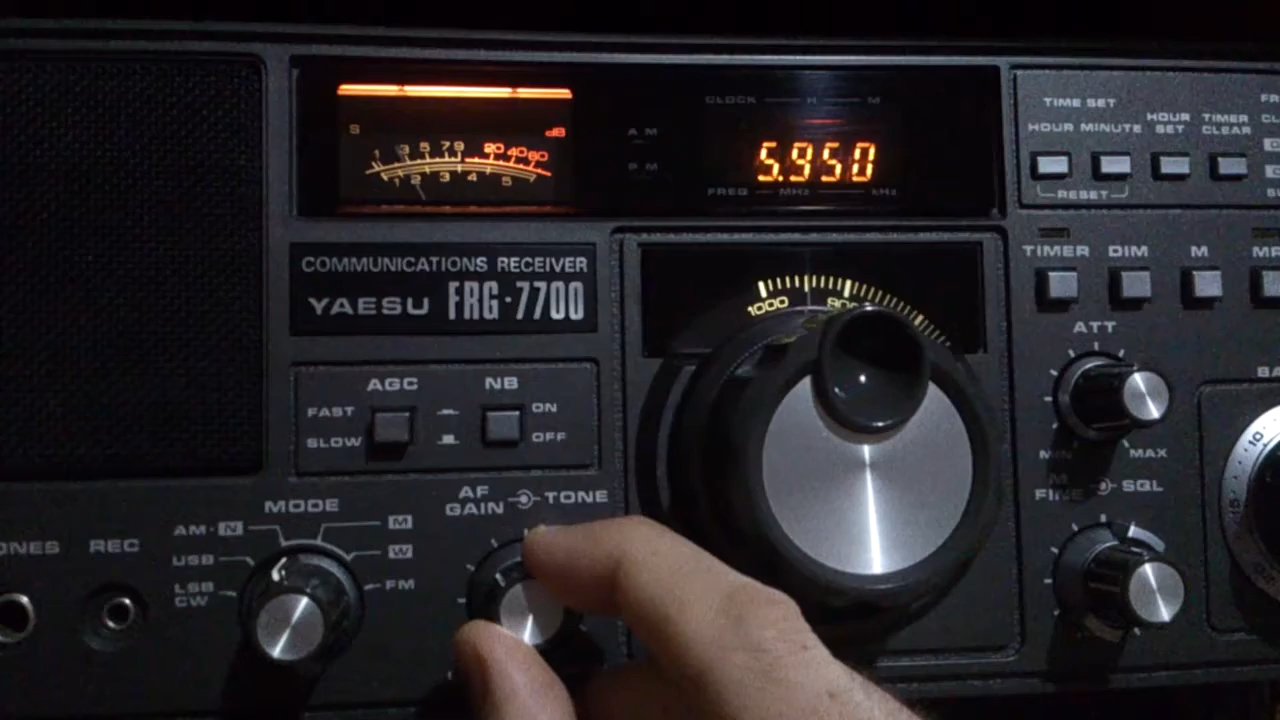 CLOCK H M
S dB
1 3 5 7 9 20 40 60
1 2 3 4 5
A M
P M
5.950
FREQ MHz kHz
TIME SET
HOUR MINUTE HOUR SET TIMER CLEAR
RESET
TIMER DIM M
COMMUNICATIONS RECEIVER
YAESU FRG-7700
1000
ATT
MIN MAX
AGC NB
FAST ON
SLOW OFF
AF GAIN TONE
FINE SQL
MODE
AM·N M
USB W
LSB FM
CW
REC
10
15